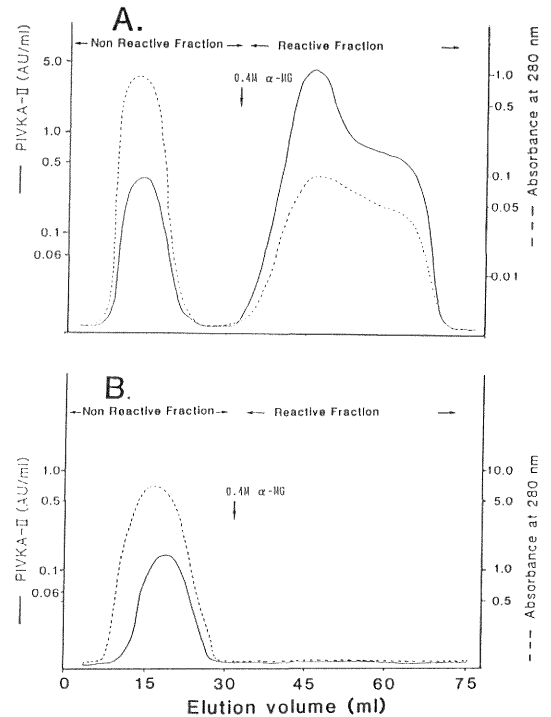 A.
Non Reactive Fraction
Reactive Fraction
0.4M α-MG
PIVKA-II (AU/ml)
5.0
1.0
0.5
0.1
0.06
1.0
0.5
0.1
0.05
0.01
Absorbance at 280 nm
B.
Non Reactive Fraction
Reactive Fraction
0.4M α-MG
PIVKA-II (AU/ml)
1.0
0.5
0.1
0.06
10.0
5.0
1.0
0.5
Absorbance at 280 nm
0 15 30 45 60 75
Elution volume (ml)